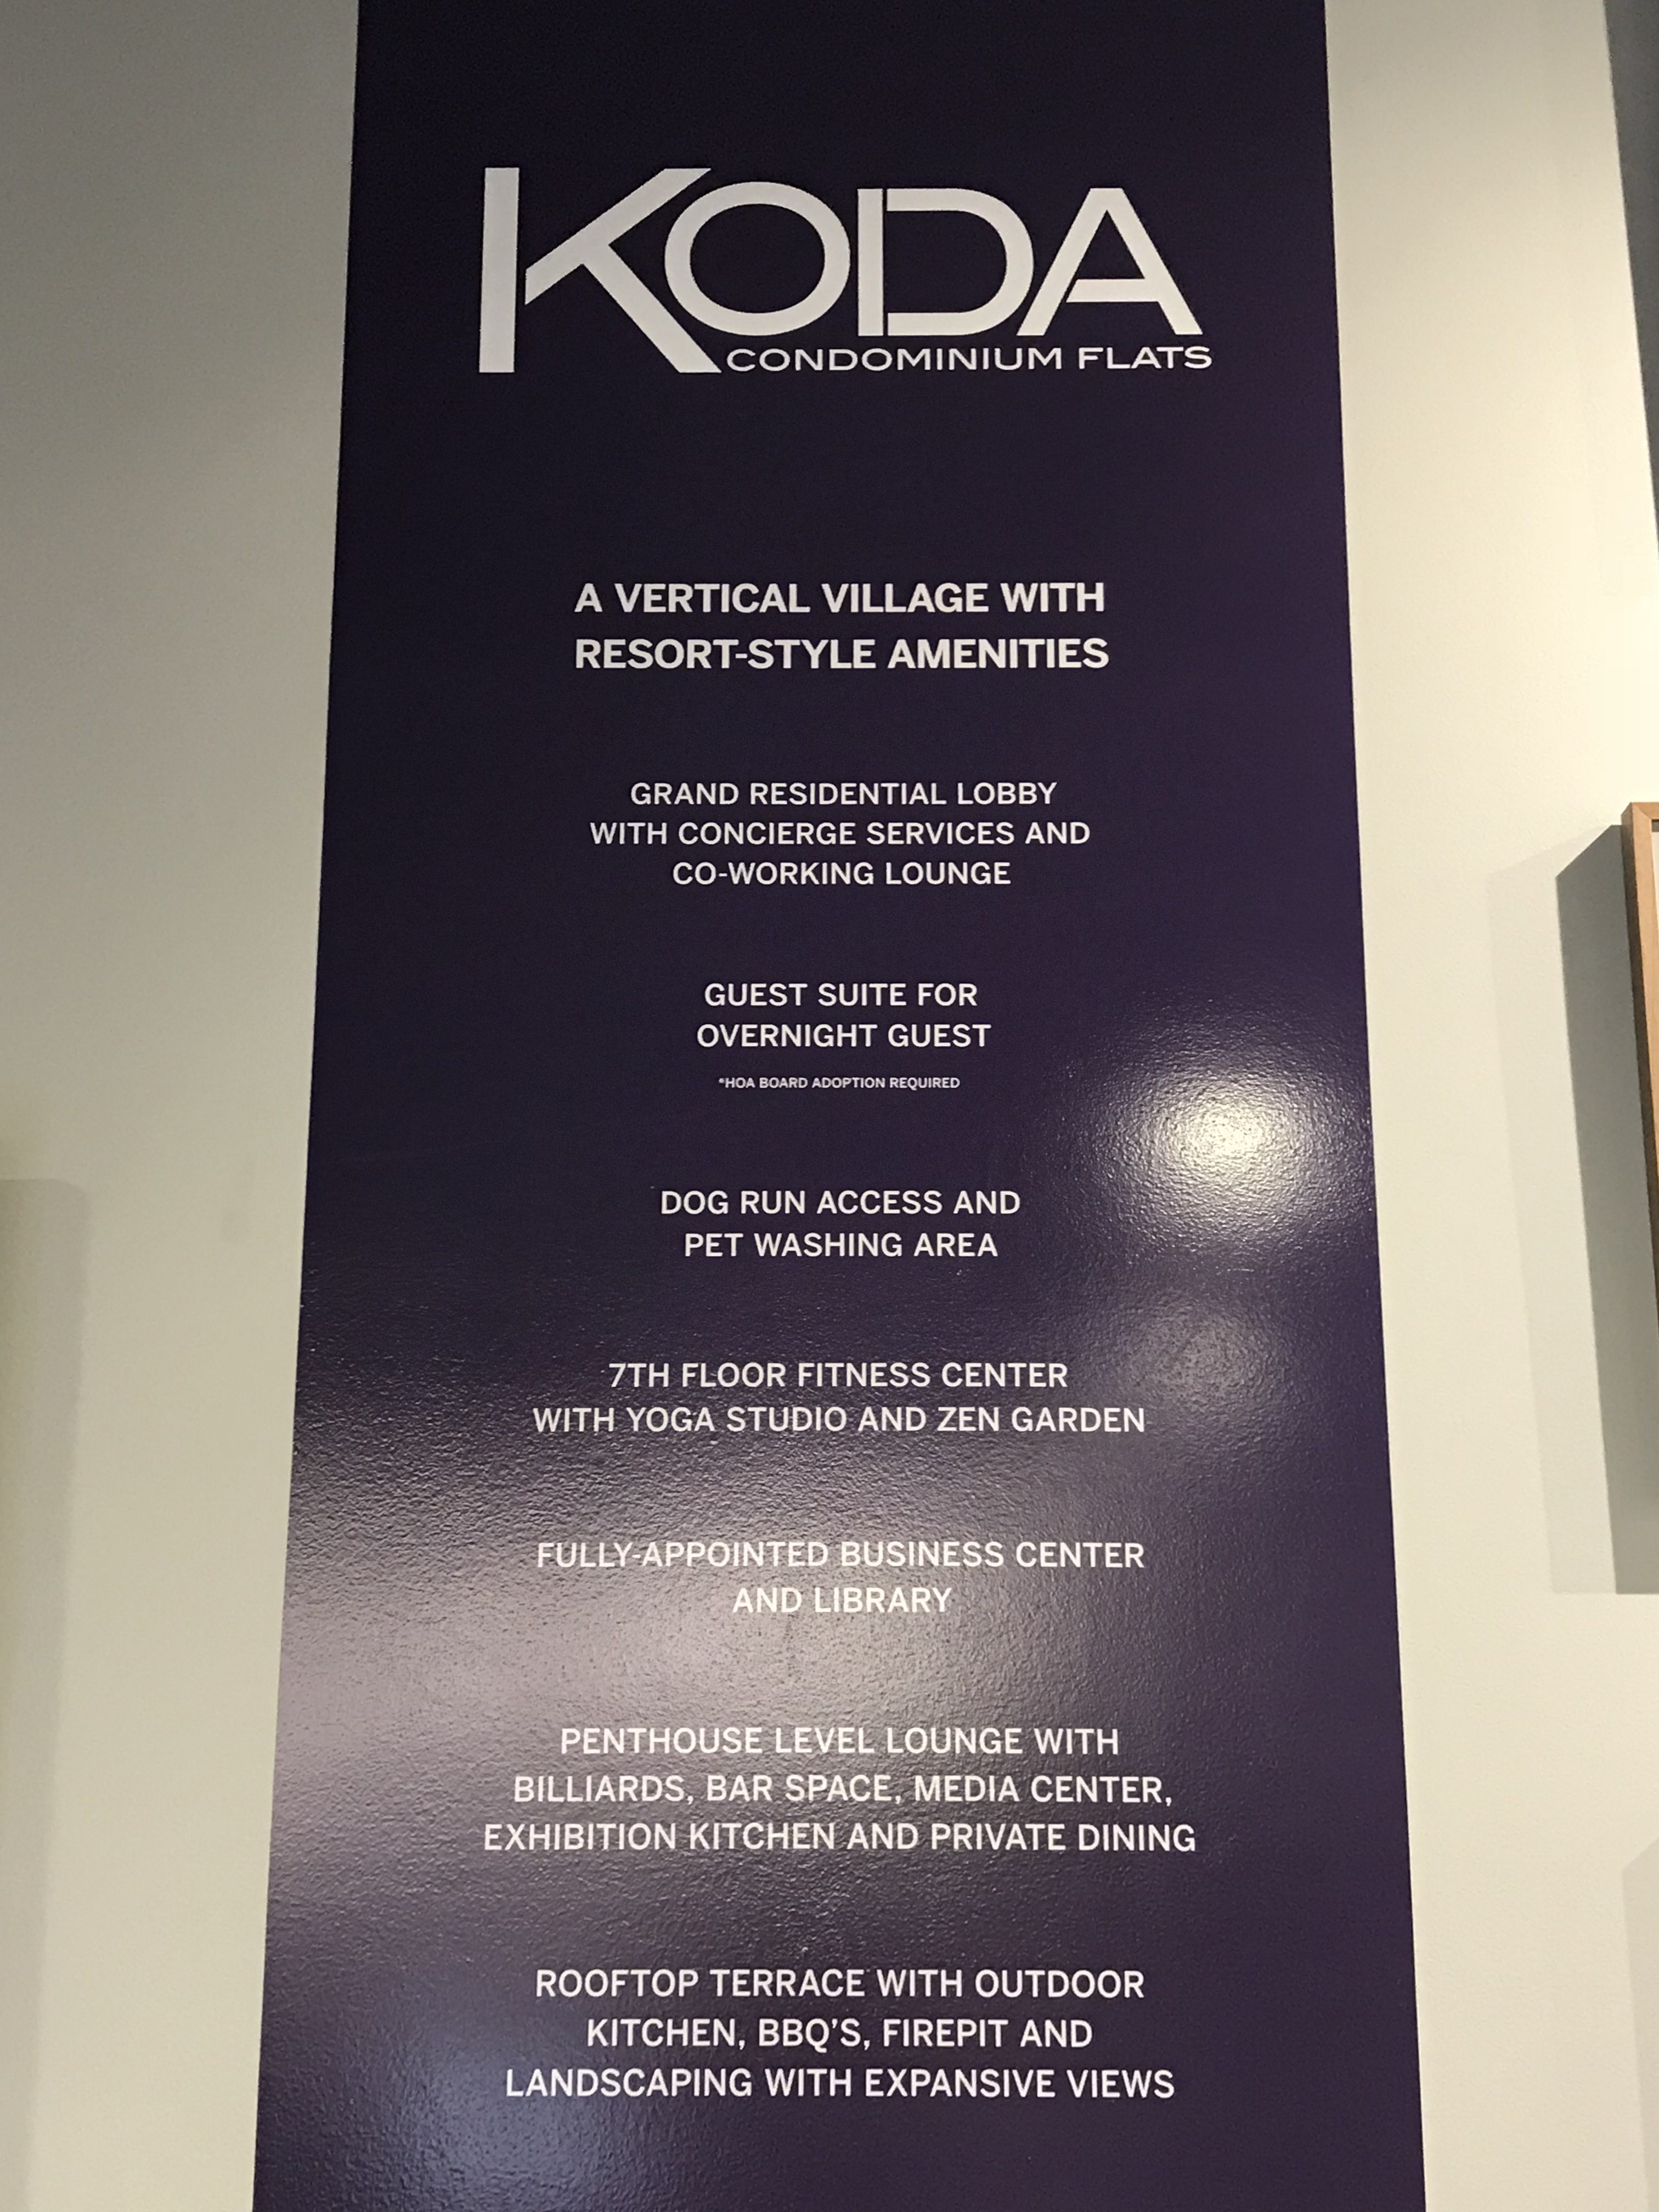 KODA
CONDOMINIUM FLATS
A VERTICAL VILLAGE WITH
RESORT-STYLE AMENITIES
GRAND RESIDENTIAL LOBBY
WITH CONCIERGE SERVICES AND
CO-WORKING LOUNGE
GUEST SUITE FOR
OVERNIGHT GUEST
*HOA BOARD ADOPTION REQUIRED
DOG RUN ACCESS AND
PET WASHING AREA
7TH FLOOR FITNESS CENTER
WITH YOGA STUDIO AND ZEN GARDEN
FULLY-APPOINTED BUSINESS CENTER
AND LIBRARY
PENTHOUSE LEVEL LOUNGE WITH
BILLIARDS, BAR SPACE, MEDIA CENTER,
EXHIBITION KITCHEN AND PRIVATE DINING
ROOFTOP TERRACE WITH OUTDOOR
KITCHEN, BBQ'S, FIREPIT AND
LANDSCAPING WITH EXPANSIVE VIEWS